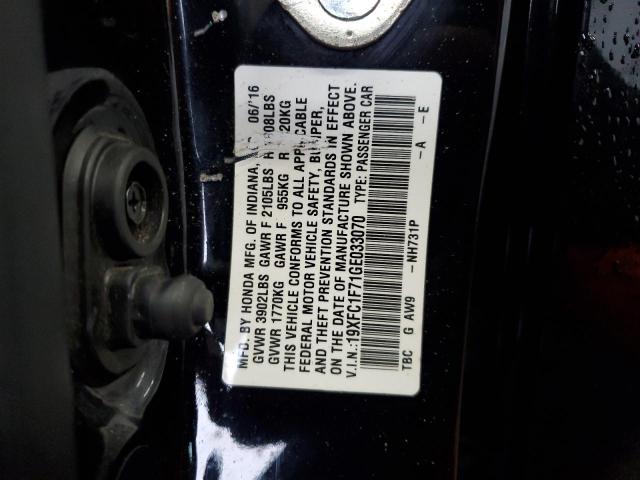 MFD. BY HONDA MFG. OF INDIANA, 06/'16
GVWR 3902LBS GAWR F 2105LBS R 08LBS
GVWR 1770KG GAWR F 955KG R 20KG
THIS VEHICLE CONFORMS TO ALL APPLICABLE
FEDERAL MOTOR VEHICLE SAFETY, BUMPER,
AND THEFT PREVENTION STANDARDS IN EFFECT
ON THE DATE OF MANUFACTURE SHOWN ABOVE.
V.I.N.:19XFC1F71GE033070 TYPE: PASSENGER CAR
TBC G AW9 -NH731P -A -E